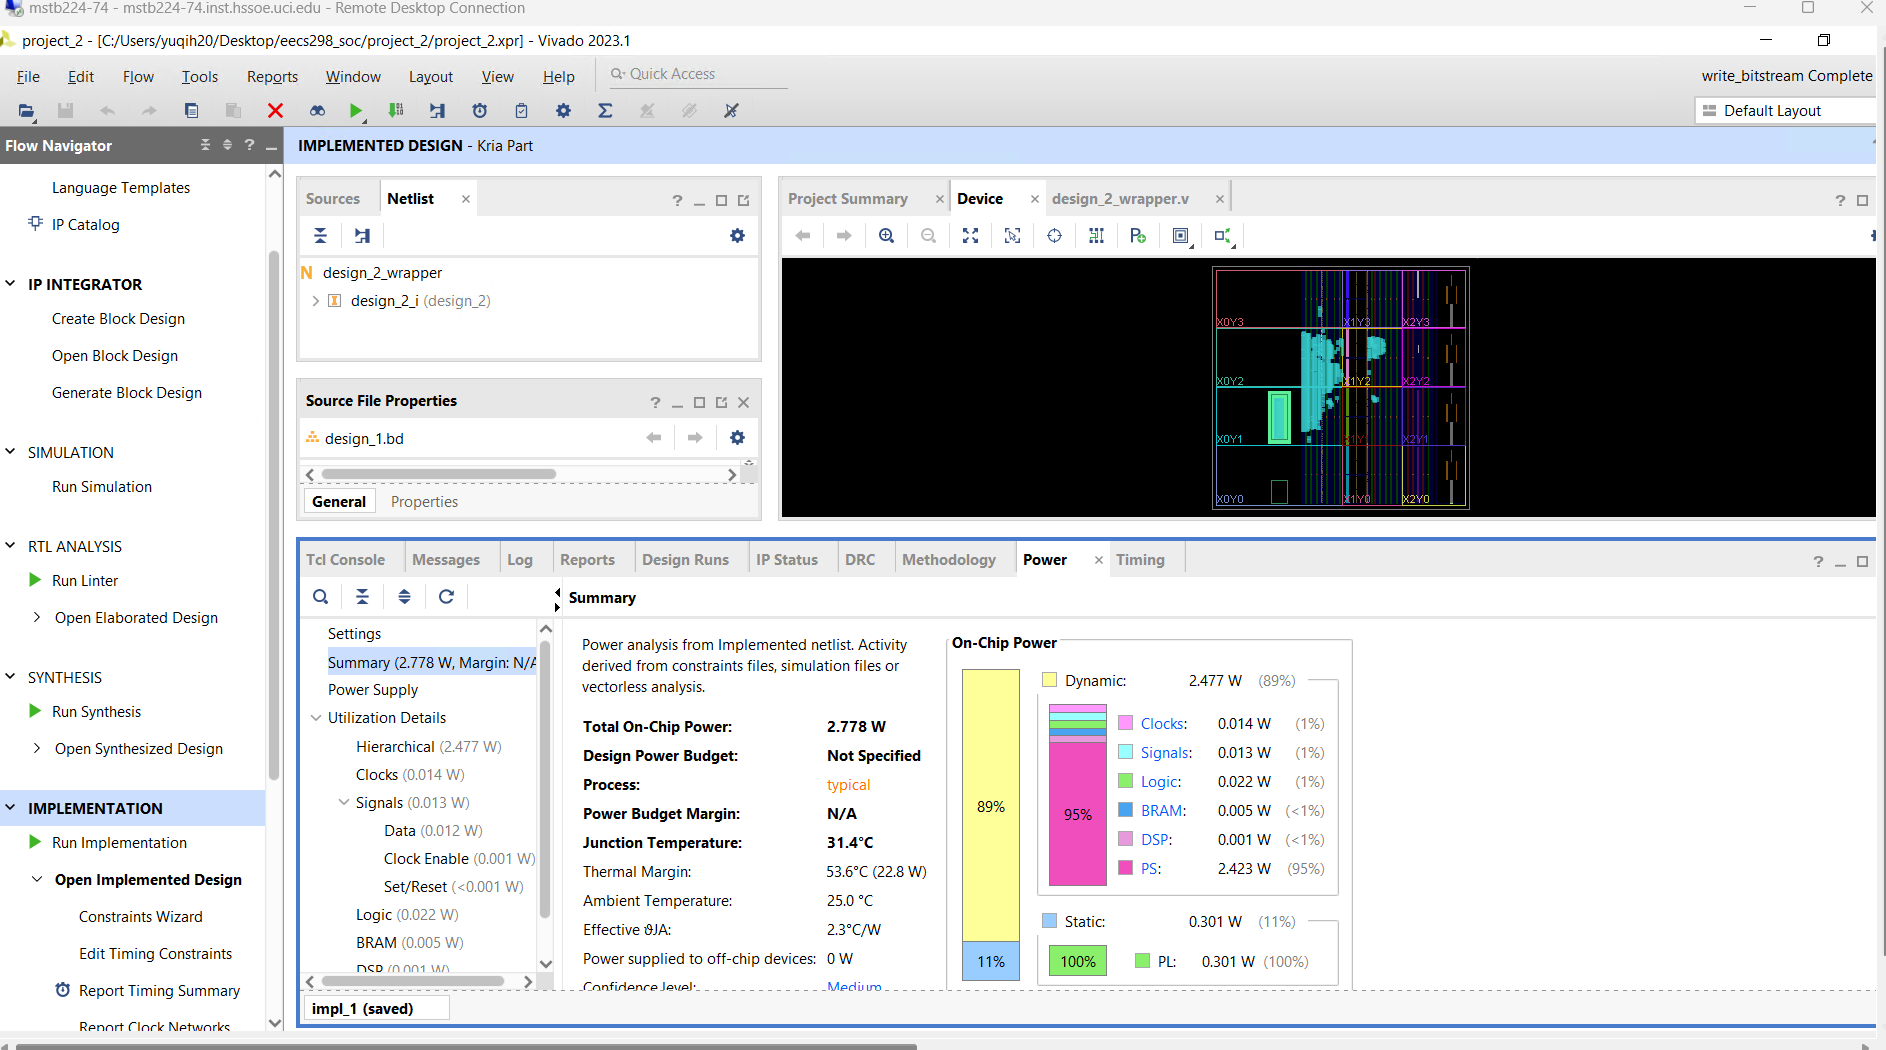 mstb224-74 - mstb224-74.inst.hssoe.uci.edu - Remote Desktop Connection
project_2 - [C:/Users/yuqih20/Desktop/eecs298_soc/project_2/project_2.xpr] - Vivado 2023.1
File Edit Flow Tools Reports Window Layout View Help Quick Access
write_bitstream Complete
Default Layout
Flow Navigator
IMPLEMENTED DESIGN - Kria Part
Language Templates
IP Catalog
IP INTEGRATOR
Create Block Design
Open Block Design
Generate Block Design
SIMULATION
Run Simulation
RTL ANALYSIS
Run Linter
Open Elaborated Design
SYNTHESIS
Run Synthesis
Open Synthesized Design
IMPLEMENTATION
Run Implementation
Open Implemented Design
Constraints Wizard
Edit Timing Constraints
Report Timing Summary
Report Clock Networks
Sources Netlist
N design_2_wrapper
design_2_i (design_2)
Source File Properties
design_1.bd
General Properties
Project Summary Device design_2_wrapper.v
X0Y3 X1Y3 X2Y3
X0Y2 X1Y2 X2Y2
X0Y1 X1Y1 X2Y1
X0Y0 X1Y0 X2Y0
Tcl Console Messages Log Reports Design Runs IP Status DRC Methodology Power Timing
Summary
Settings
Summary (2.778 W, Margin: N/A
Power Supply
Utilization Details
Hierarchical (2.477 W)
Clocks (0.014 W)
Signals (0.013 W)
Data (0.012 W)
Clock Enable (0.001 W)
Set/Reset (<0.001 W)
Logic (0.022 W)
BRAM (0.005 W)
DSP (0.001 W)
Power analysis from Implemented netlist. Activity
derived from constraints files, simulation files or
vectorless analysis.
Total On-Chip Power: 2.778 W
Design Power Budget: Not Specified
Process: typical
Power Budget Margin: N/A
Junction Temperature: 31.4°C
Thermal Margin: 53.6°C (22.8 W)
Ambient Temperature: 25.0 °C
Effective ϑJA: 2.3°C/W
Power supplied to off-chip devices: 0 W
Confidence level: Medium
On-Chip Power
89%
11%
Dynamic: 2.477 W (89%)
95%
Clocks: 0.014 W (1%)
Signals: 0.013 W (1%)
Logic: 0.022 W (1%)
BRAM: 0.005 W (<1%)
DSP: 0.001 W (<1%)
PS: 2.423 W (95%)
Static: 0.301 W (11%)
100%
PL: 0.301 W (100%)
impl_1 (saved)